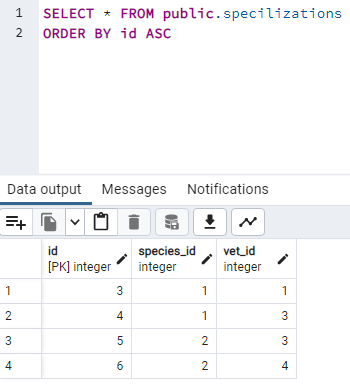 1 SELECT * FROM public.specilizations
2 ORDER BY id ASC
Data output Messages Notifications
id species_id vet_id
[PK] integer integer integer
1 3 1 1
2 4 1 3
3 5 2 3
4 6 2 4